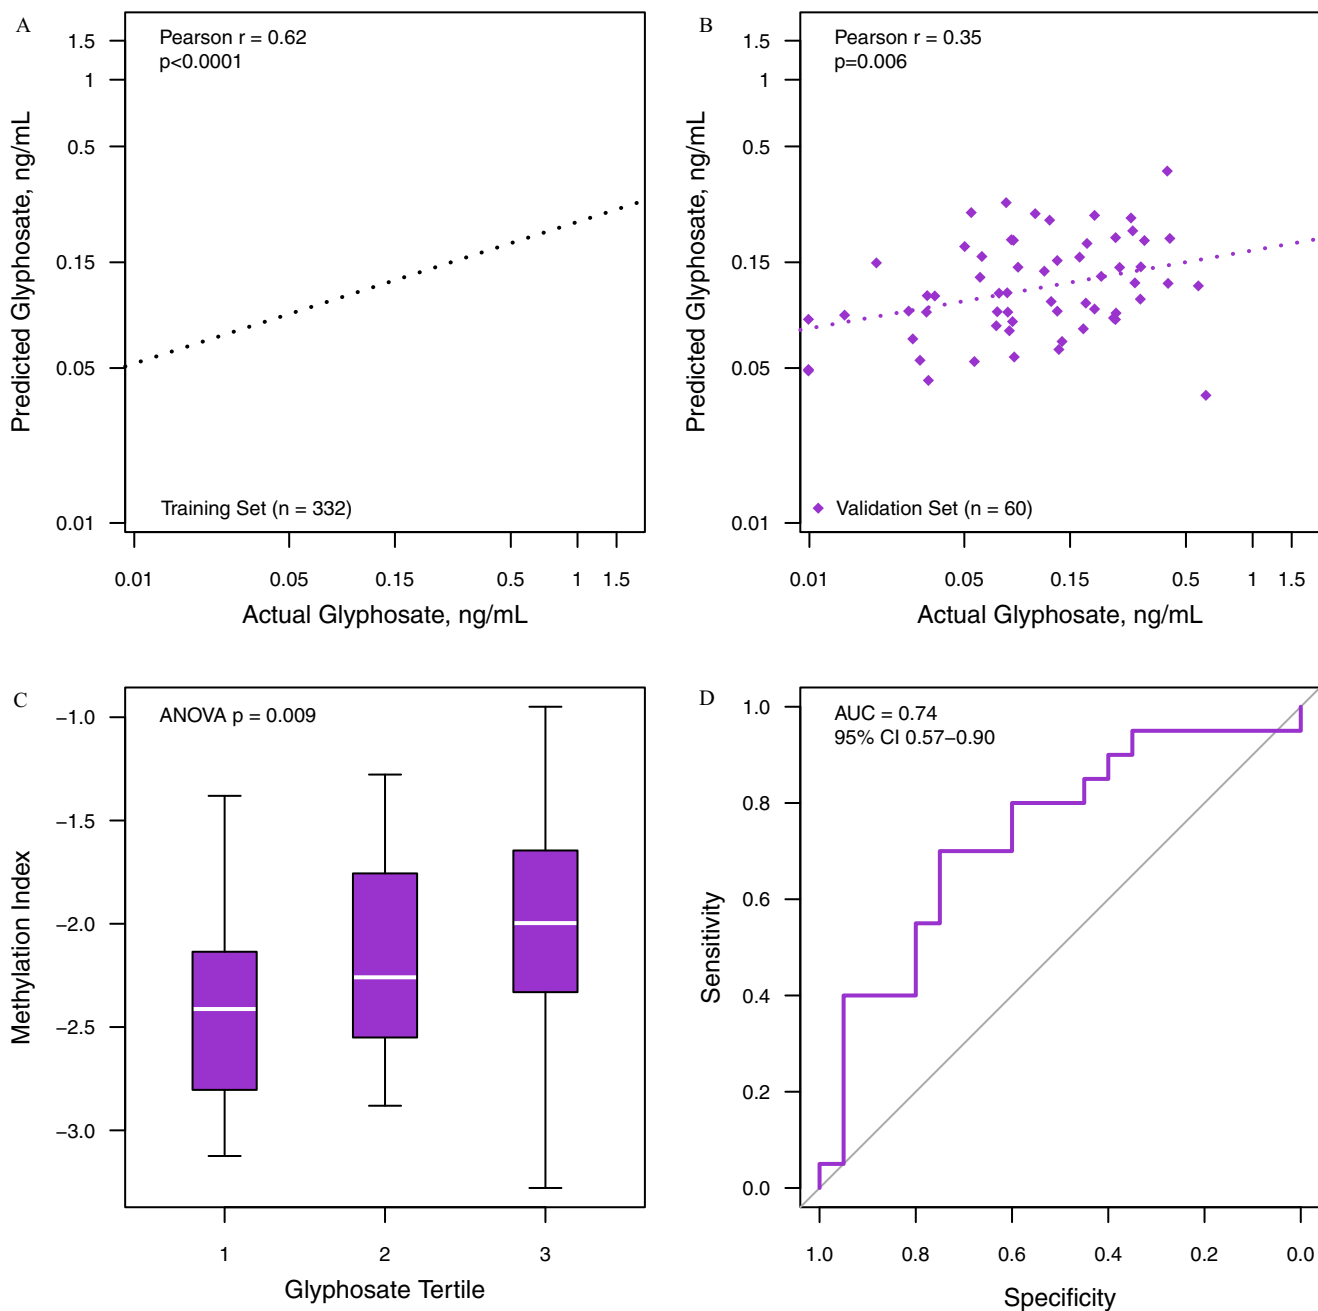 A
Pearson r = 0.62
p<0.0001
1.5
1
0.5
0.15
0.05
0.01
Predicted Glyphosate, ng/mL
Training Set (n = 332)
0.01 0.05 0.15 0.5 1 1.5
Actual Glyphosate, ng/mL
B
Pearson r = 0.35
p=0.006
1.5
1
0.5
0.15
0.05
0.01
Predicted Glyphosate, ng/mL
Validation Set (n = 60)
0.01 0.05 0.15 0.5 1 1.5
Actual Glyphosate, ng/mL
C
ANOVA p = 0.009
−1.0
−1.5
−2.0
−2.5
−3.0
Methylation Index
1 2 3
Glyphosate Tertile
D
AUC = 0.74
95% CI 0.57−0.90
1.0
0.8
0.6
0.4
0.2
0.0
Sensitivity
1.0 0.8 0.6 0.4 0.2 0.0
Specificity